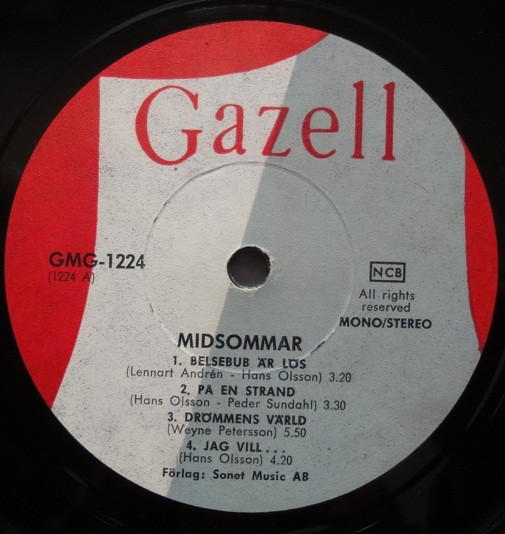 Gazell
GMG-1224
(1224 A)
NCB
All rights
reserved
MONO/STEREO
MIDSOMMAR
1. BELSEBUB ÄR LÖS
(Lennart Andrén - Hans Olsson) 3.20
2. PA EN STRAND
(Hans Olsson - Peder Sundahl) 3.30
3. DRÖMMENS VÄRLD
(Weyne Petersson) 5.50
4. JAG VILL . . .
(Hans Olsson) 4.20
Förlag: Sonet Music AB